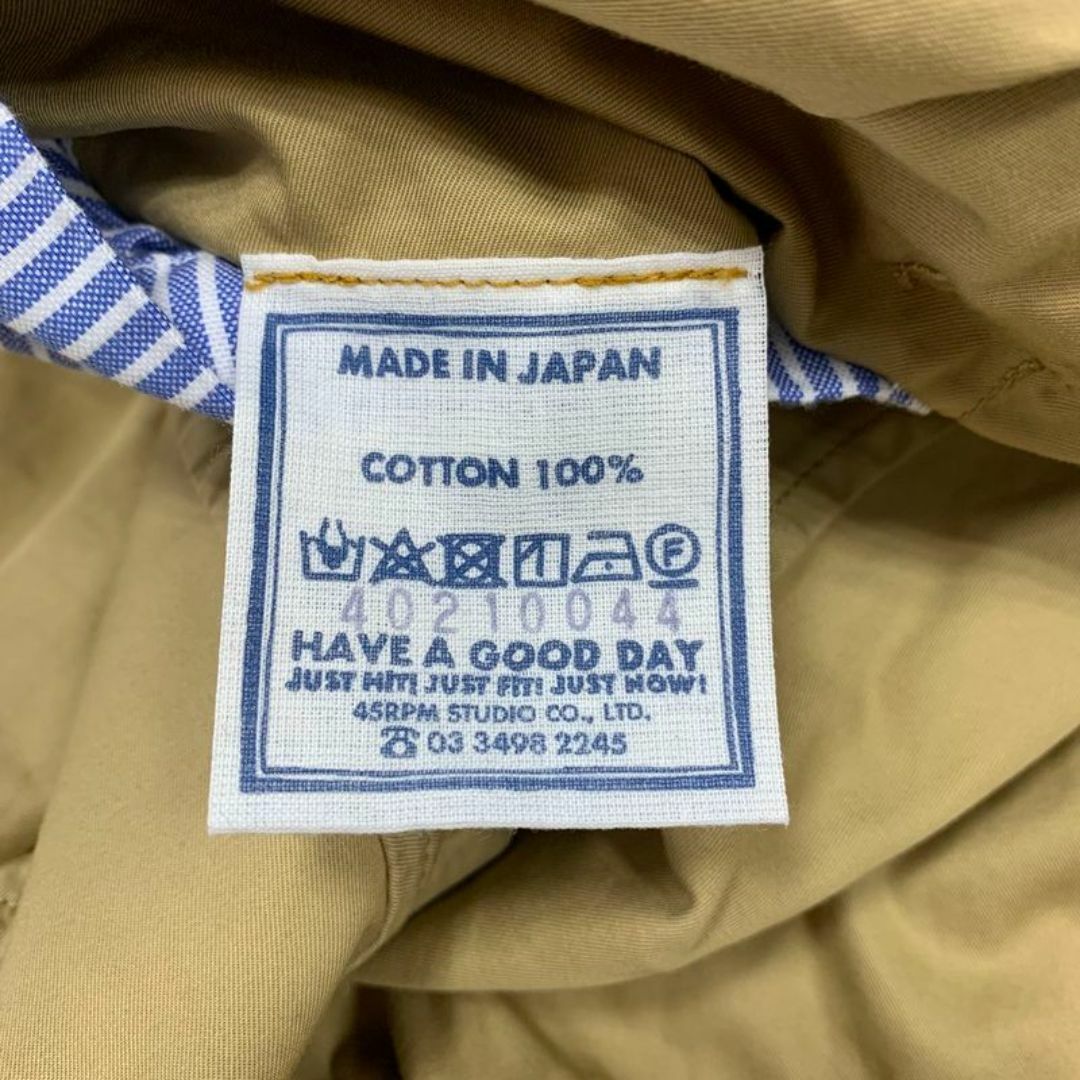 MADE IN JAPAN
COTTON 100%
F
40210044
HAVE A GOOD DAY
JUST HIT! JUST FIT! JUST NOW!
45RPM STUDIO CO., LTD.
☎ 03 3498 2245